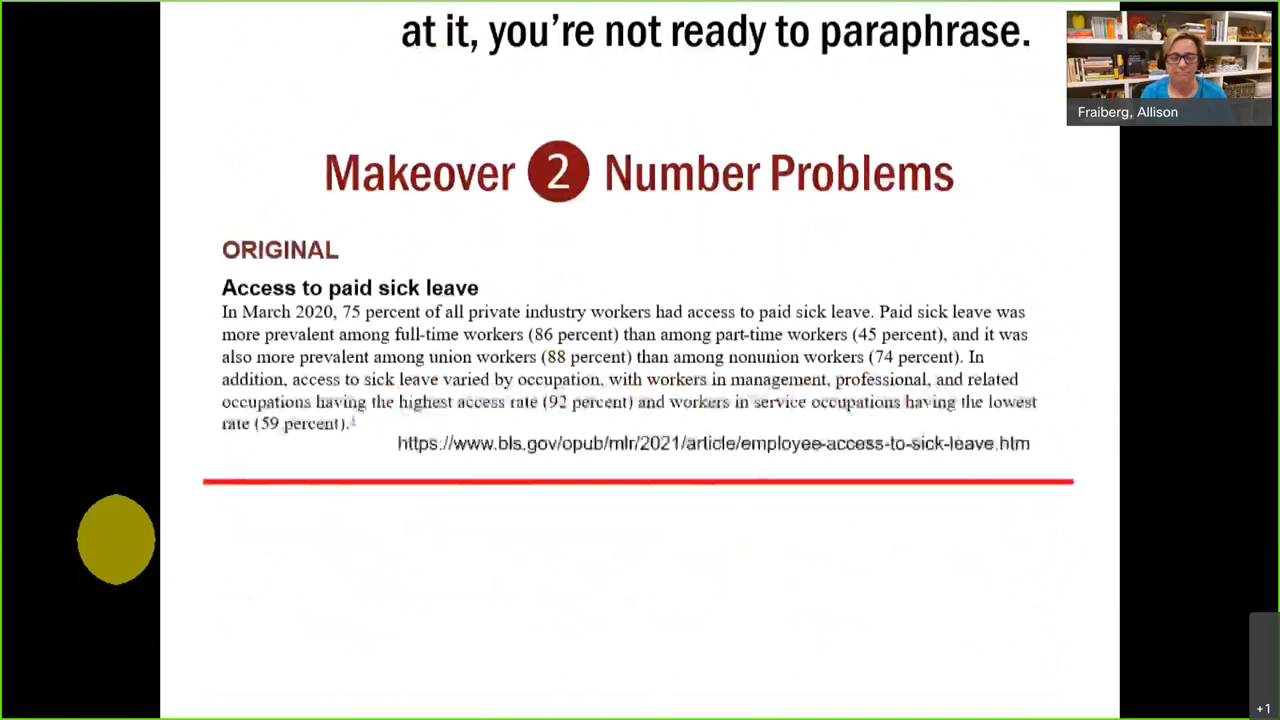 at it, you're not ready to paraphrase.
Fraiberg, Allison
Makeover 2 Number Problems
ORIGINAL
Access to paid sick leave
In March 2020, 75 percent of all private industry workers had access to paid sick leave. Paid sick leave was
more prevalent among full-time workers (86 percent) than among part-time workers (45 percent), and it was
also more prevalent among union workers (88 percent) than among nonunion workers (74 percent). In
addition, access to sick leave varied by occupation, with workers in management, professional, and related
occupations having the highest access rate (92 percent) and workers in service occupations having the lowest
rate (59 percent).1
https://www.bls.gov/opub/mlr/2021/article/employee-access-to-sick-leave.htm
+1